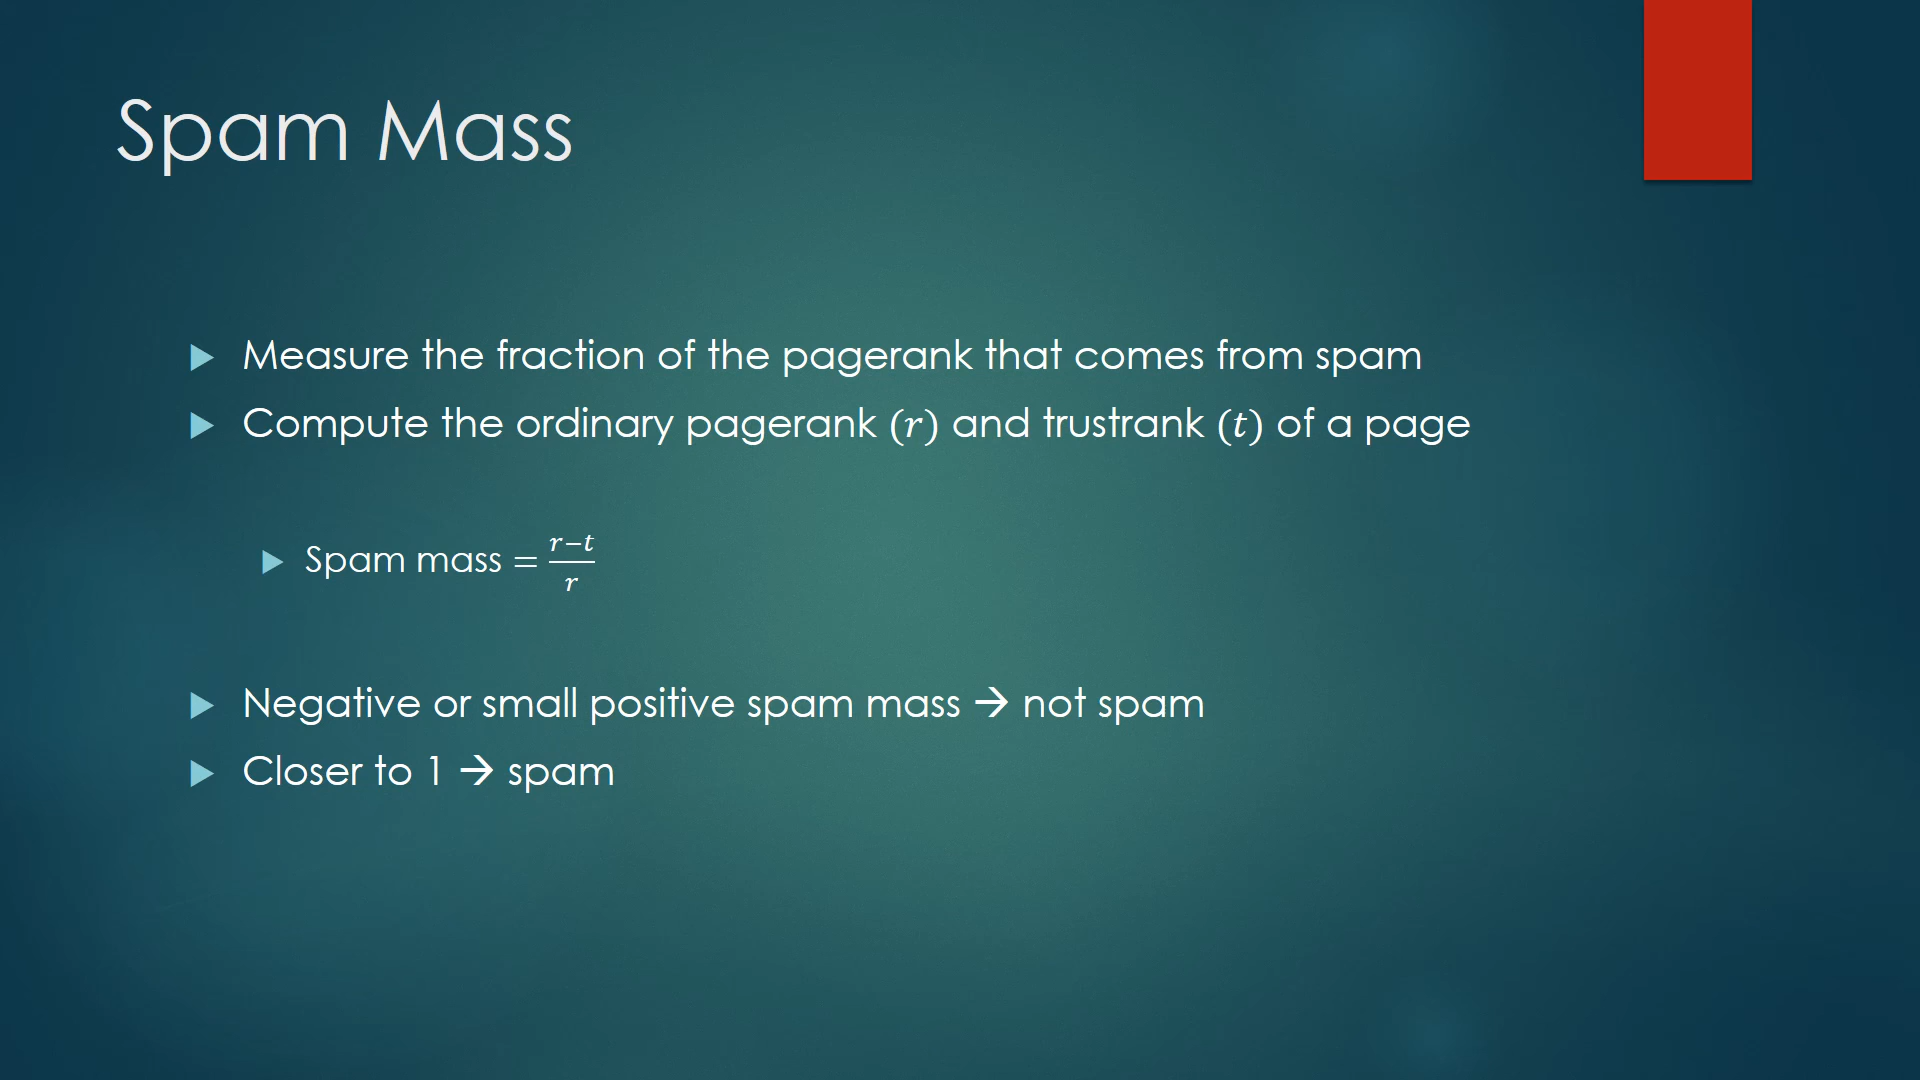 Spam Mass
Measure the fraction of the pagerank that comes from spam
Compute the ordinary pagerank (r) and trustrank (t) of a page
Spam mass = \frac{r-t}{r}
Negative or small positive spam mass → not spam
Closer to 1 → spam